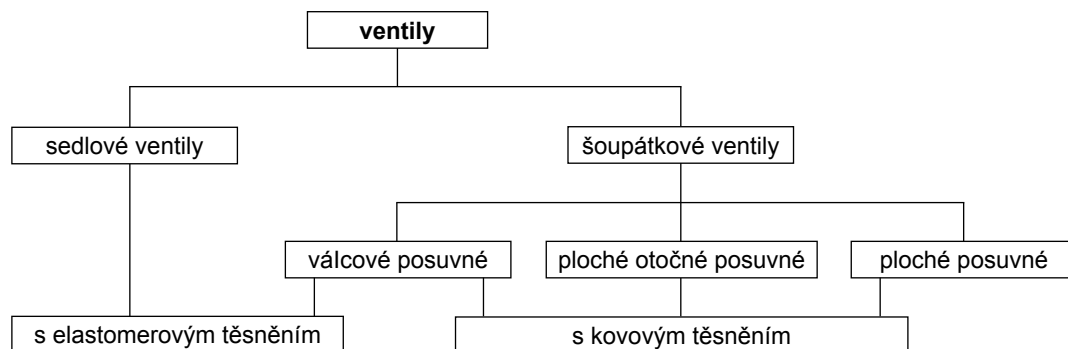 ventily
sedlové ventily
šoupátkové ventily
válcové posuvné
ploché otočné posuvné
ploché posuvné
s elastomerovým těsněním
s kovovým těsněním